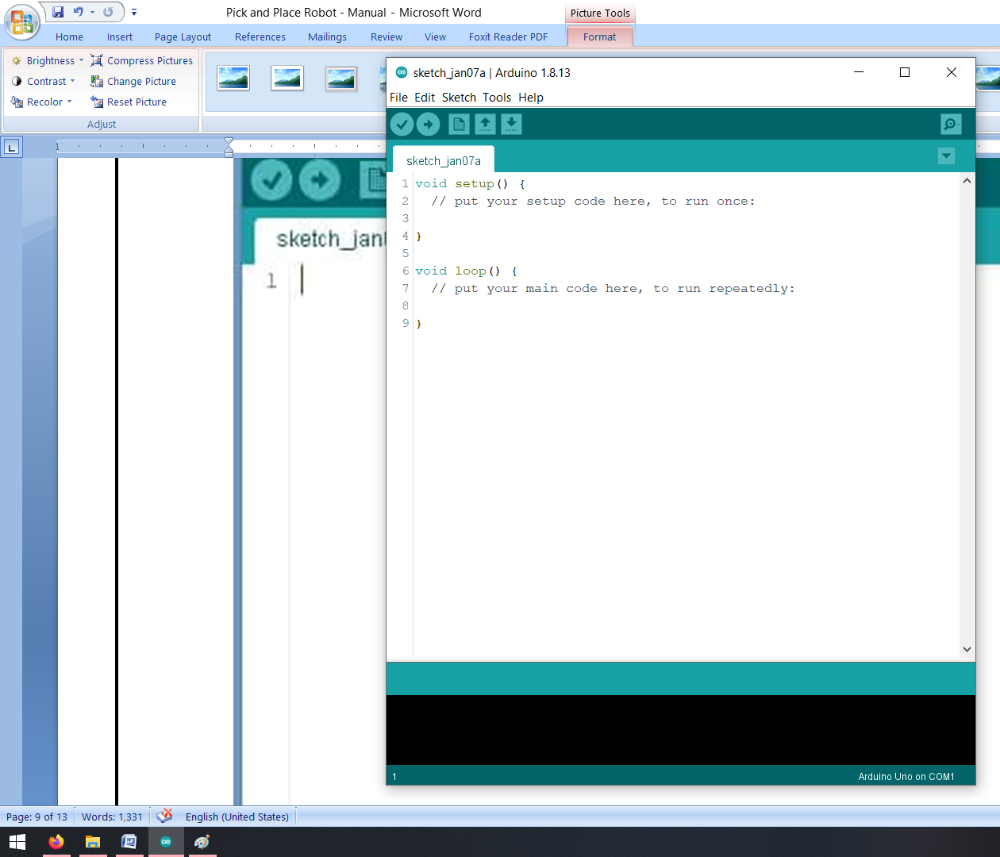 Pick and Place Robot - Manual - Microsoft Word
Picture Tools
Home Insert Page Layout References Mailings Review View Foxit Reader PDF Format
Brightness Compress Pictures
Contrast Change Picture
Recolor Reset Picture
Adjust
L
1
sketch_jan
1
sketch_jan07a | Arduino 1.8.13
File Edit Sketch Tools Help
sketch_jan07a
1 void setup() {
2 // put your setup code here, to run once:
3
4 }
5
6 void loop() {
7 // put your main code here, to run repeatedly:
8
9 }
1 Arduino Uno on COM1
Page: 9 of 13 Words: 1,331 English (United States)